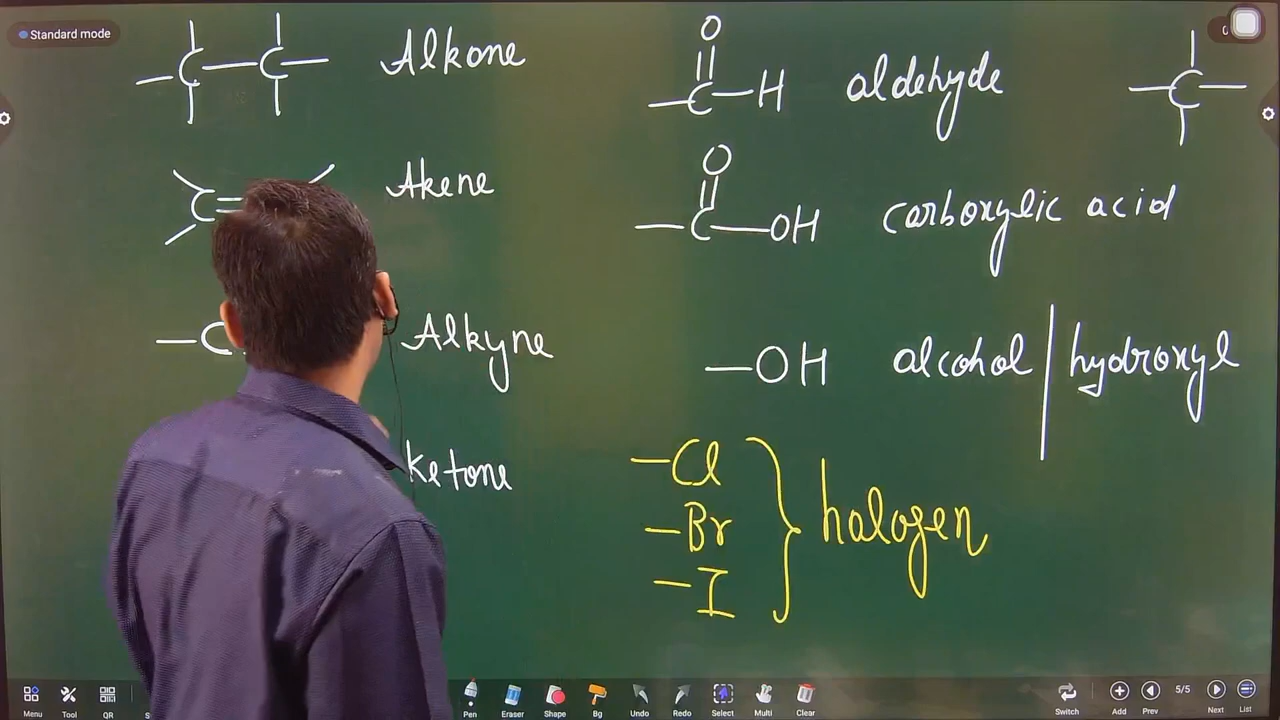 Standard mode
Alkane
Akene
—C
Alkyne
Ketone
O
—C—H aldehyde
O
—C—OH carboxylic acid
—OH alcohol | hydroxyl
—Cl
—Br
—I
halogen
C—C
C=
C
Menu Tool QR Pen Eraser Shape Bg Undo Redo Select Multi Clear Switch Add Prev 5/5 Next List